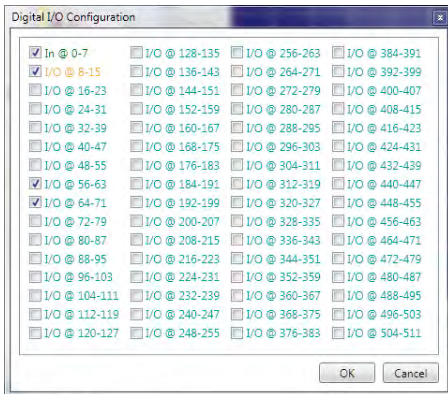 Digital I/O Configuration
In @ 0-7 I/O @ 128-135 I/O @ 256-263 I/O @ 384-391
I/O @ 8-15 I/O @ 136-143 I/O @ 264-271 I/O @ 392-399
I/O @ 16-23 I/O @ 144-151 I/O @ 272-279 I/O @ 400-407
I/O @ 24-31 I/O @ 152-159 I/O @ 280-287 I/O @ 408-415
I/O @ 32-39 I/O @ 160-167 I/O @ 288-295 I/O @ 416-423
I/O @ 40-47 I/O @ 168-175 I/O @ 296-303 I/O @ 424-431
I/O @ 48-55 I/O @ 176-183 I/O @ 304-311 I/O @ 432-439
I/O @ 56-63 I/O @ 184-191 I/O @ 312-319 I/O @ 440-447
I/O @ 64-71 I/O @ 192-199 I/O @ 320-327 I/O @ 448-455
I/O @ 72-79 I/O @ 200-207 I/O @ 328-335 I/O @ 456-463
I/O @ 80-87 I/O @ 208-215 I/O @ 336-343 I/O @ 464-471
I/O @ 88-95 I/O @ 216-223 I/O @ 344-351 I/O @ 472-479
I/O @ 96-103 I/O @ 224-231 I/O @ 352-359 I/O @ 480-487
I/O @ 104-111 I/O @ 232-239 I/O @ 360-367 I/O @ 488-495
I/O @ 112-119 I/O @ 240-247 I/O @ 368-375 I/O @ 496-503
I/O @ 120-127 I/O @ 248-255 I/O @ 376-383 I/O @ 504-511
OK Cancel